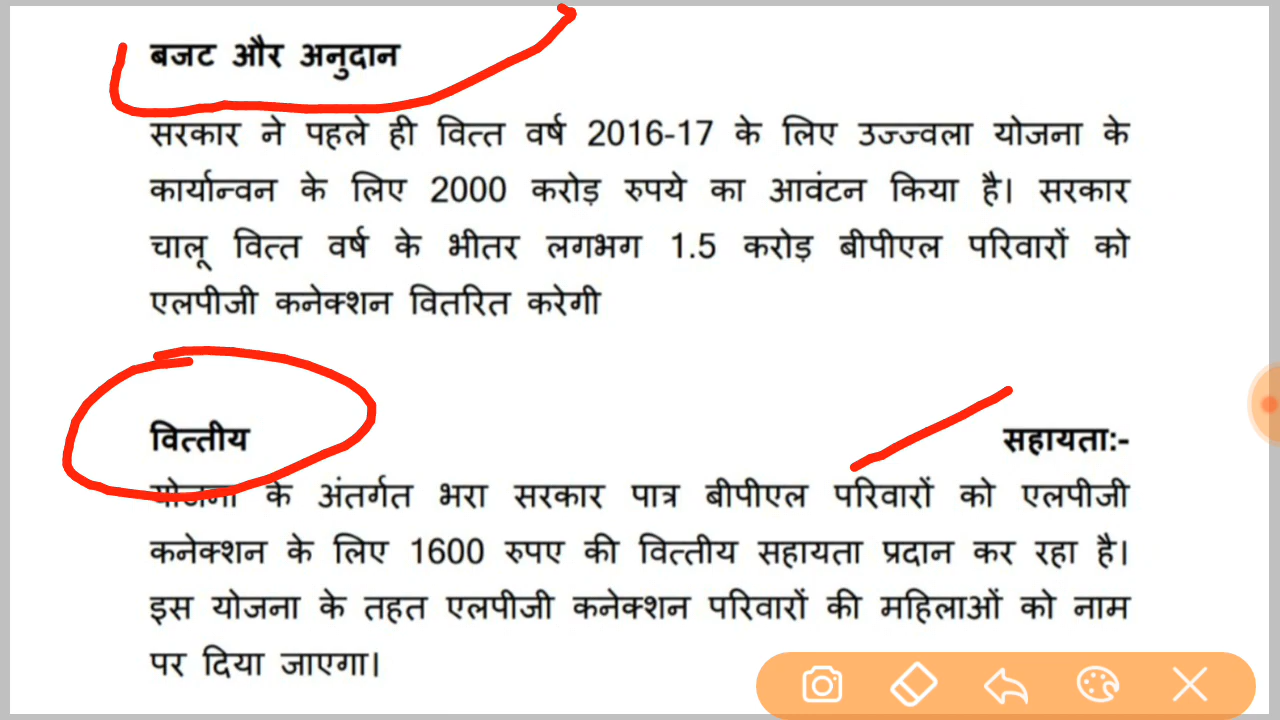 बजट और अनुदान
सरकार ने पहले ही वित्त वर्ष 2016-17 के लिए उज्ज्वला योजना के
कार्यान्वन के लिए 2000 करोड़ रुपये का आवंटन किया है। सरकार
चालू वित्त वर्ष के भीतर लगभग 1.5 करोड़ बीपीएल परिवारों को
एलपीजी कनेक्शन वितरित करेगी
वित्तीय सहायता:-
योजना के अंतर्गत भरा सरकार पात्र बीपीएल परिवारों को एलपीजी
कनेक्शन के लिए 1600 रुपए की वित्तीय सहायता प्रदान कर रहा है।
इस योजना के तहत एलपीजी कनेक्शन परिवारों की महिलाओं को नाम
पर दिया जाएगा।